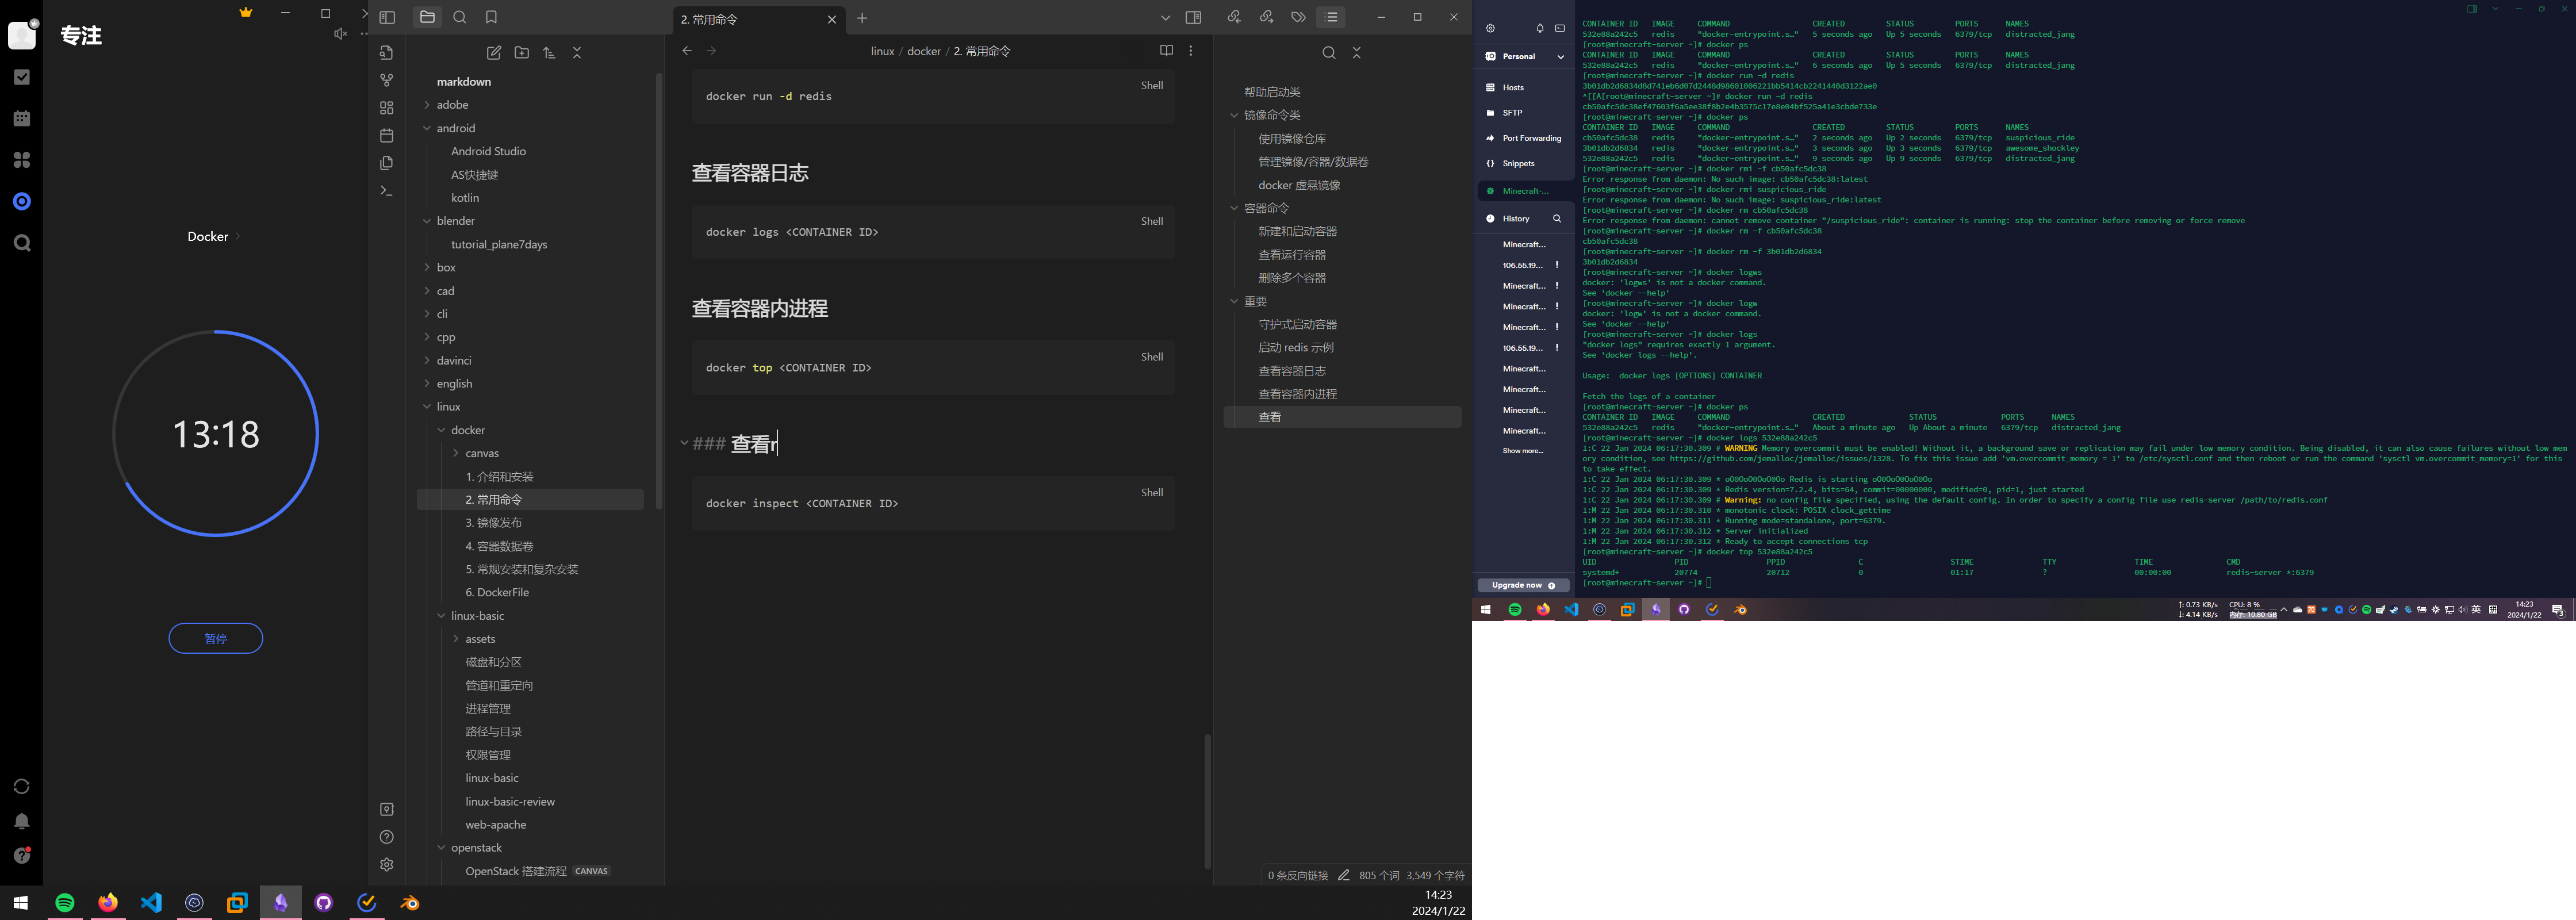 专注
Docker
13:18
暂停
markdown
adobe
android
Android Studio
AS快捷键
kotlin
blender
tutorial_plane7days
box
cad
cli
cpp
davinci
english
linux
docker
canvas
1. 介绍和安装
2. 常用命令
3. 镜像发布
4. 容器数据卷
5. 常规安装和复杂安装
6. DockerFile
linux-basic
assets
磁盘和分区
管道和重定向
进程管理
路径与目录
权限管理
linux-basic
linux-basic-review
web-apache
openstack
OpenStack 搭建流程 CANVAS
2. 常用命令
linux / docker / 2. 常用命令
Shell
docker run -d redis
查看容器日志
Shell
docker logs <CONTAINER ID>
查看容器内进程
Shell
docker top <CONTAINER ID>
### 查看r
Shell
docker inspect <CONTAINER ID>
帮助启动类
镜像命令类
使用镜像仓库
管理镜像/容器/数据卷
docker 虚悬镜像
容器命令
新建和启动容器
查看运行容器
删除多个容器
重要
守护式启动容器
启动 redis 示例
查看容器日志
查看容器内进程
查看
0 条反向链接 805 个词 3,549 个字符
14:23
2024/1/22
Personal
Hosts
SFTP
Port Forwarding
Snippets
Minecraft-...
History
Minecraft...
106.55.19... !
Minecraft... !
Minecraft... !
Minecraft... !
106.55.19... !
Minecraft...
Minecraft...
Minecraft...
Minecraft...
Show more...
Upgrade now
CONTAINER ID IMAGE COMMAND CREATED STATUS PORTS NAMES
532e88a242c5 redis "docker-entrypoint.s…" 5 seconds ago Up 5 seconds 6379/tcp distracted_jang
[root@minecraft-server ~]# docker ps
CONTAINER ID IMAGE COMMAND CREATED STATUS PORTS NAMES
532e88a242c5 redis "docker-entrypoint.s…" 6 seconds ago Up 5 seconds 6379/tcp distracted_jang
[root@minecraft-server ~]# docker run -d redis
3b01db2d6834d8d741eb6d07d2448d98601006221bb5414cb2241440d3122ae0
^[[A[root@minecraft-server ~]# docker run -d redis
cb50afc5dc38ef47603f6a5ee38f8b2e4b3575c17e8e04bf525a41e3cbde733e
[root@minecraft-server ~]# docker ps
CONTAINER ID IMAGE COMMAND CREATED STATUS PORTS NAMES
cb50afc5dc38 redis "docker-entrypoint.s…" 2 seconds ago Up 2 seconds 6379/tcp suspicious_ride
3b01db2d6834 redis "docker-entrypoint.s…" 3 seconds ago Up 3 seconds 6379/tcp awesome_shockley
532e88a242c5 redis "docker-entrypoint.s…" 9 seconds ago Up 9 seconds 6379/tcp distracted_jang
[root@minecraft-server ~]# docker rmi -f cb50afc5dc38
Error response from daemon: No such image: cb50afc5dc38:latest
[root@minecraft-server ~]# docker rmi suspicious_ride
Error response from daemon: No such image: suspicious_ride:latest
[root@minecraft-server ~]# docker rm cb50afc5dc38
Error response from daemon: cannot remove container "/suspicious_ride": container is running: stop the container before removing or force remove
[root@minecraft-server ~]# docker rm -f cb50afc5dc38
cb50afc5dc38
[root@minecraft-server ~]# docker rm -f 3b01db2d6834
3b01db2d6834
[root@minecraft-server ~]# docker logws
docker: 'logws' is not a docker command.
See 'docker --help'
[root@minecraft-server ~]# docker logw
docker: 'logw' is not a docker command.
See 'docker --help'
[root@minecraft-server ~]# docker logs
"docker logs" requires exactly 1 argument.
See 'docker logs --help'.
Usage: docker logs [OPTIONS] CONTAINER
Fetch the logs of a container
[root@minecraft-server ~]# docker ps
CONTAINER ID IMAGE COMMAND CREATED STATUS PORTS NAMES
532e88a242c5 redis "docker-entrypoint.s…" About a minute ago Up About a minute 6379/tcp distracted_jang
[root@minecraft-server ~]# docker logs 532e88a242c5
1:C 22 Jan 2024 06:17:30.309 # WARNING Memory overcommit must be enabled! Without it, a background save or replication may fail under low memory condition. Being disabled, it can also cause failures without low mem
ory condition, see https://github.com/jemalloc/jemalloc/issues/1328. To fix this issue add 'vm.overcommit_memory = 1' to /etc/sysctl.conf and then reboot or run the command 'sysctl vm.overcommit_memory=1' for this
to take effect.
1:C 22 Jan 2024 06:17:30.309 * oO0OoO0OoO0Oo Redis is starting oO0OoO0OoO0Oo
1:C 22 Jan 2024 06:17:30.309 * Redis version=7.2.4, bits=64, commit=00000000, modified=0, pid=1, just started
1:C 22 Jan 2024 06:17:30.309 # Warning: no config file specified, using the default config. In order to specify a config file use redis-server /path/to/redis.conf
1:M 22 Jan 2024 06:17:30.310 * monotonic clock: POSIX clock_gettime
1:M 22 Jan 2024 06:17:30.311 * Running mode=standalone, port=6379.
1:M 22 Jan 2024 06:17:30.312 * Server initialized
1:M 22 Jan 2024 06:17:30.312 * Ready to accept connections tcp
[root@minecraft-server ~]# docker top 532e88a242c5
UID PID PPID C STIME TTY TIME CMD
systemd+ 20774 20712 0 01:17 ? 00:00:00 redis-server *:6379
[root@minecraft-server ~]#
↑: 0.73 KB/s CPU: 8 %
↓: 4.14 KB/s 内存: 10.80 GB
英
14:23
2024/1/22
3